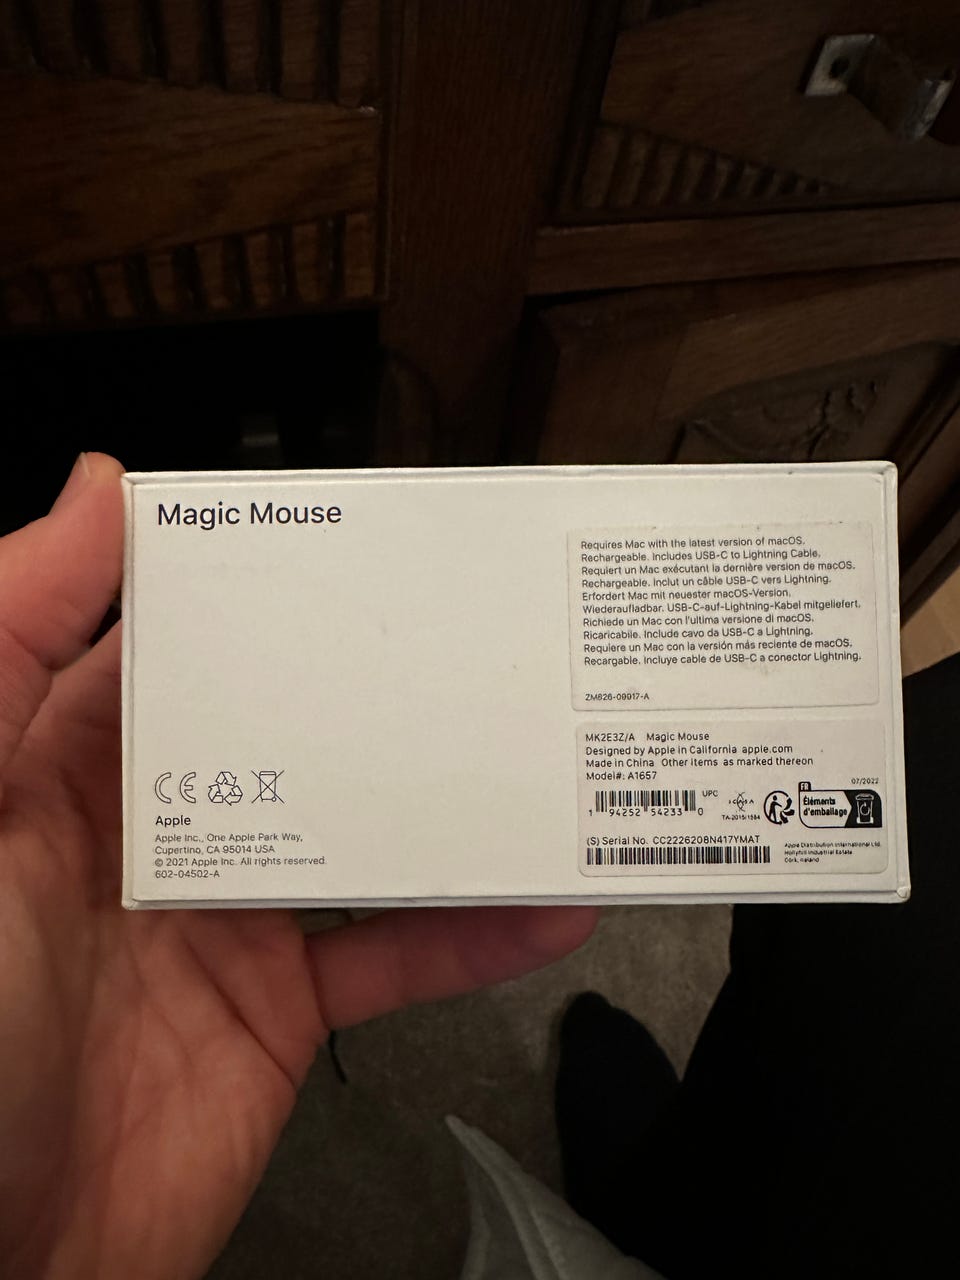 Magic Mouse
Requires Mac with the latest version of macOS.
Rechargeable. Includes USB-C to Lightning Cable.
Requiert un Mac exécutant la dernière version de macOS.
Rechargeable. Inclut un câble USB-C vers Lightning.
Erfordert Mac mit neuester macOS-Version.
Wiederaufladbar. USB-C-auf-Lightning-Kabel mitgeliefert.
Richiede un Mac con l'ultima versione di macOS.
Ricaricabile. Include cavo da USB-C a Lightning.
Requiere un Mac con la versión más reciente de macOS.
Recargable. Incluye cable de USB-C a conector Lightning.
ZM626-09917-A
MK2E3Z/A Magic Mouse
Designed by Apple in California apple.com
Made in China Other items as marked thereon
Model#: A1657
07/2022
UPC
1 94252 54233 0
ICASA
TA-2015/1584
FR
Éléments
d'emballage
(S) Serial No. CC2226208N417YMAT
Apple Distribution International Ltd.
Hollyhill Industrial Estate
Cork, Ireland
CE
Apple
Apple Inc., One Apple Park Way,
Cupertino, CA 95014 USA
© 2021 Apple Inc. All rights reserved.
602-04502-A